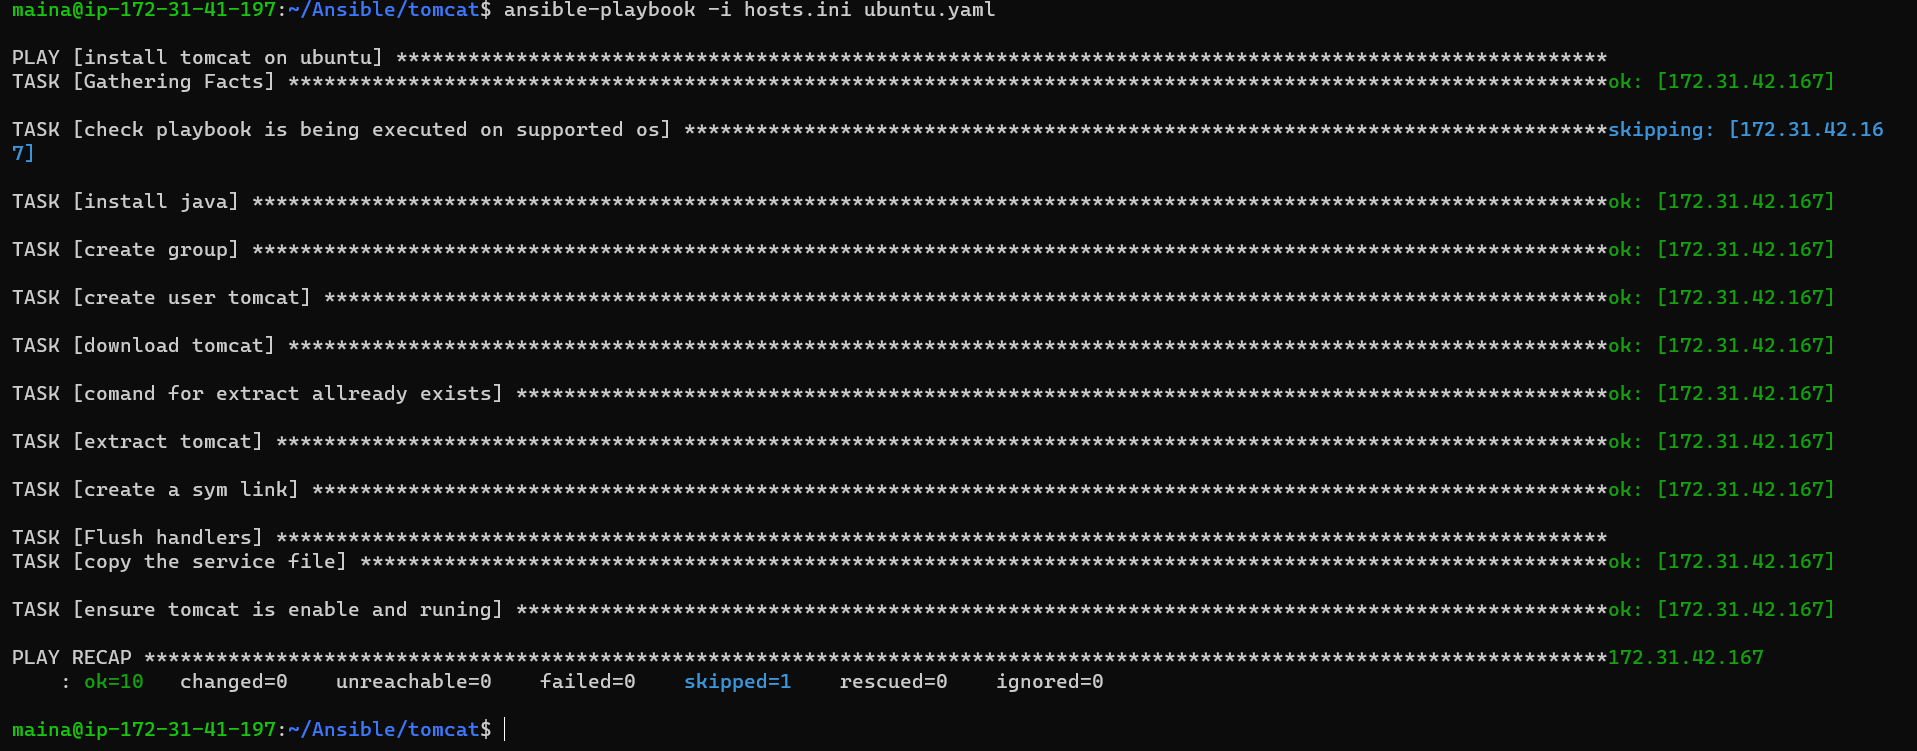 maina@ip-172-31-41-197:~/Ansible/tomcat$ ansible-playbook -i hosts.ini ubuntu.yaml
PLAY [install tomcat on ubuntu] *****************************************************************************************************
TASK [Gathering Facts] **************************************************************************************************************ok: [172.31.42.167]
TASK [check playbook is being executed on supported os] *****************************************************************************skipping: [172.31.42.16
7]
TASK [install java] *****************************************************************************************************************ok: [172.31.42.167]
TASK [create group] *****************************************************************************************************************ok: [172.31.42.167]
TASK [create user tomcat] ***********************************************************************************************************ok: [172.31.42.167]
TASK [download tomcat] **************************************************************************************************************ok: [172.31.42.167]
TASK [comand for extract allready exists] *******************************************************************************************ok: [172.31.42.167]
TASK [extract tomcat] ***************************************************************************************************************ok: [172.31.42.167]
TASK [create a sym link] ************************************************************************************************************ok: [172.31.42.167]
TASK [Flush handlers] ***************************************************************************************************************
TASK [copy the service file] ********************************************************************************************************ok: [172.31.42.167]
TASK [ensure tomcat is enable and runing] *******************************************************************************************ok: [172.31.42.167]
PLAY RECAP **************************************************************************************************************************172.31.42.167
: ok=10 changed=0 unreachable=0 failed=0 skipped=1 rescued=0 ignored=0
maina@ip-172-31-41-197:~/Ansible/tomcat$